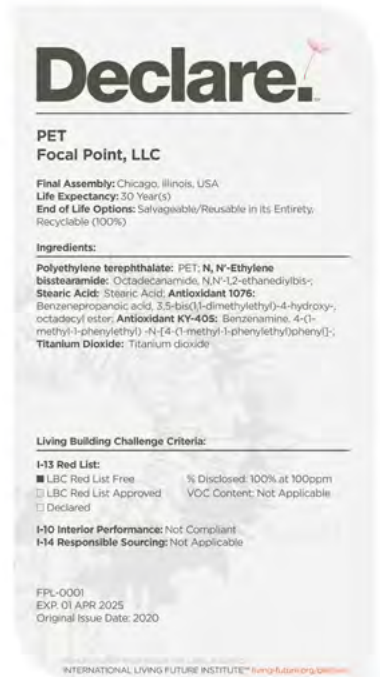 Declare.
PET
Focal Point, LLC
Final Assembly: Chicago, Illinois, USA
Life Expectancy: 30 Year(s)
End of Life Options: Salvageable/Reusable in its Entirety,
Recyclable (100%)
Ingredients:
Polyethylene terephthalate: PET; N, N'-Ethylene
bisstearamide: Octadecanamide, N,N'-1,2-ethanediylbis-;
Stearic Acid: Stearic Acid; Antioxidant 1076:
Benzenepropanoic acid, 3,5-bis(1,1-dimethylethyl)-4-hydroxy-,
octadecyl ester; Antioxidant KY-405: Benzenamine, 4-(1-
methyl-1-phenylethyl) -N-[4-(1-methyl-1-phenylethyl)phenyl]-;
Titanium Dioxide: Titanium dioxide
Living Building Challenge Criteria:
I-13 Red List:
■ LBC Red List Free % Disclosed: 100% at 100ppm
□ LBC Red List Approved VOC Content: Not Applicable
□ Declared
I-10 Interior Performance: Not Compliant
I-14 Responsible Sourcing: Not Applicable
FPL-0001
EXP. 01 APR 2025
Original Issue Date: 2020
INTERNATIONAL LIVING FUTURE INSTITUTE™ living-future.org/declare